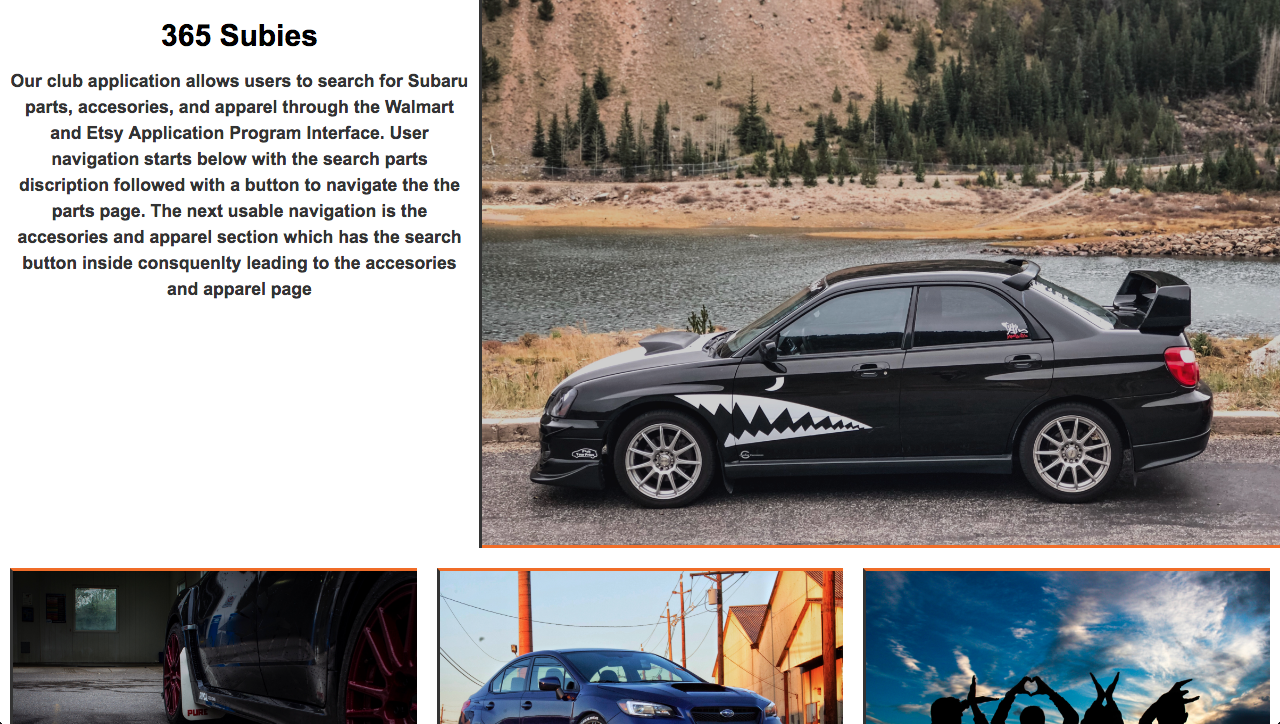 365 Subies
Our club application allows users to search for Subaru
parts, accesories, and apparel through the Walmart
and Etsy Application Program Interface. User
navigation starts below with the search parts
discription followed with a button to navigate the the
parts page. The next usable navigation is the
accesories and apparel section which has the search
button inside consquenlty leading to the accesories
and apparel page
PURE